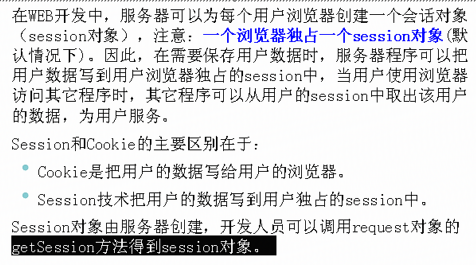 在WEB开发中，服务器可以为每个用户浏览器创建一个会话对象
（session对象），注意：一个浏览器独占一个session对象(默
认情况下)。因此，在需要保存用户数据时，服务器程序可以把
用户数据写到用户浏览器独占的session中，当用户使用浏览器
访问其它程序时，其它程序可以从用户的session中取出该用户
的数据，为用户服务。
Session和Cookie的主要区别在于：
Cookie是把用户的数据写给用户的浏览器。
Session技术把用户的数据写到用户独占的session中。
Session对象由服务器创建，开发人员可以调用request对象的
getSession方法得到session对象。